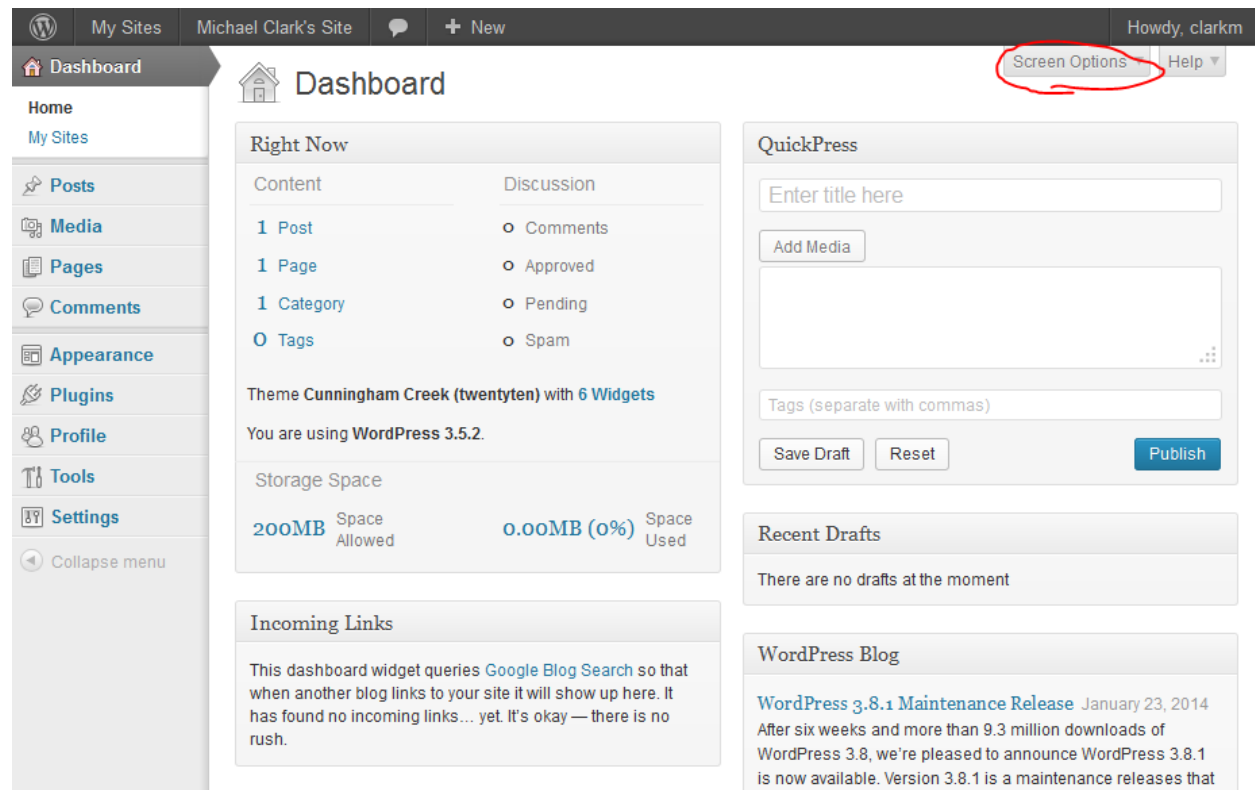 My Sites Michael Clark's Site New Howdy, clarkm
Dashboard
Home
My Sites
Posts
Media
Pages
Comments
Appearance
Plugins
Profile
Tools
Settings
Collapse menu
Screen Options Help
Dashboard
Right Now
Content Discussion
1 Post 0 Comments
1 Page 0 Approved
1 Category 0 Pending
0 Tags 0 Spam
Theme Cunningham Creek (twentyten) with 6 Widgets
You are using WordPress 3.5.2.
Storage Space
200MB Space Allowed 0.00MB (0%) Space Used
Incoming Links
This dashboard widget queries Google Blog Search so that
when another blog links to your site it will show up here. It
has found no incoming links… yet. It's okay — there is no
rush.
QuickPress
Enter title here
Add Media
Tags (separate with commas)
Save Draft Reset Publish
Recent Drafts
There are no drafts at the moment
WordPress Blog
WordPress 3.8.1 Maintenance Release January 23, 2014
After six weeks and more than 9.3 million downloads of
WordPress 3.8, we're pleased to announce WordPress 3.8.1
is now available. Version 3.8.1 is a maintenance releases that